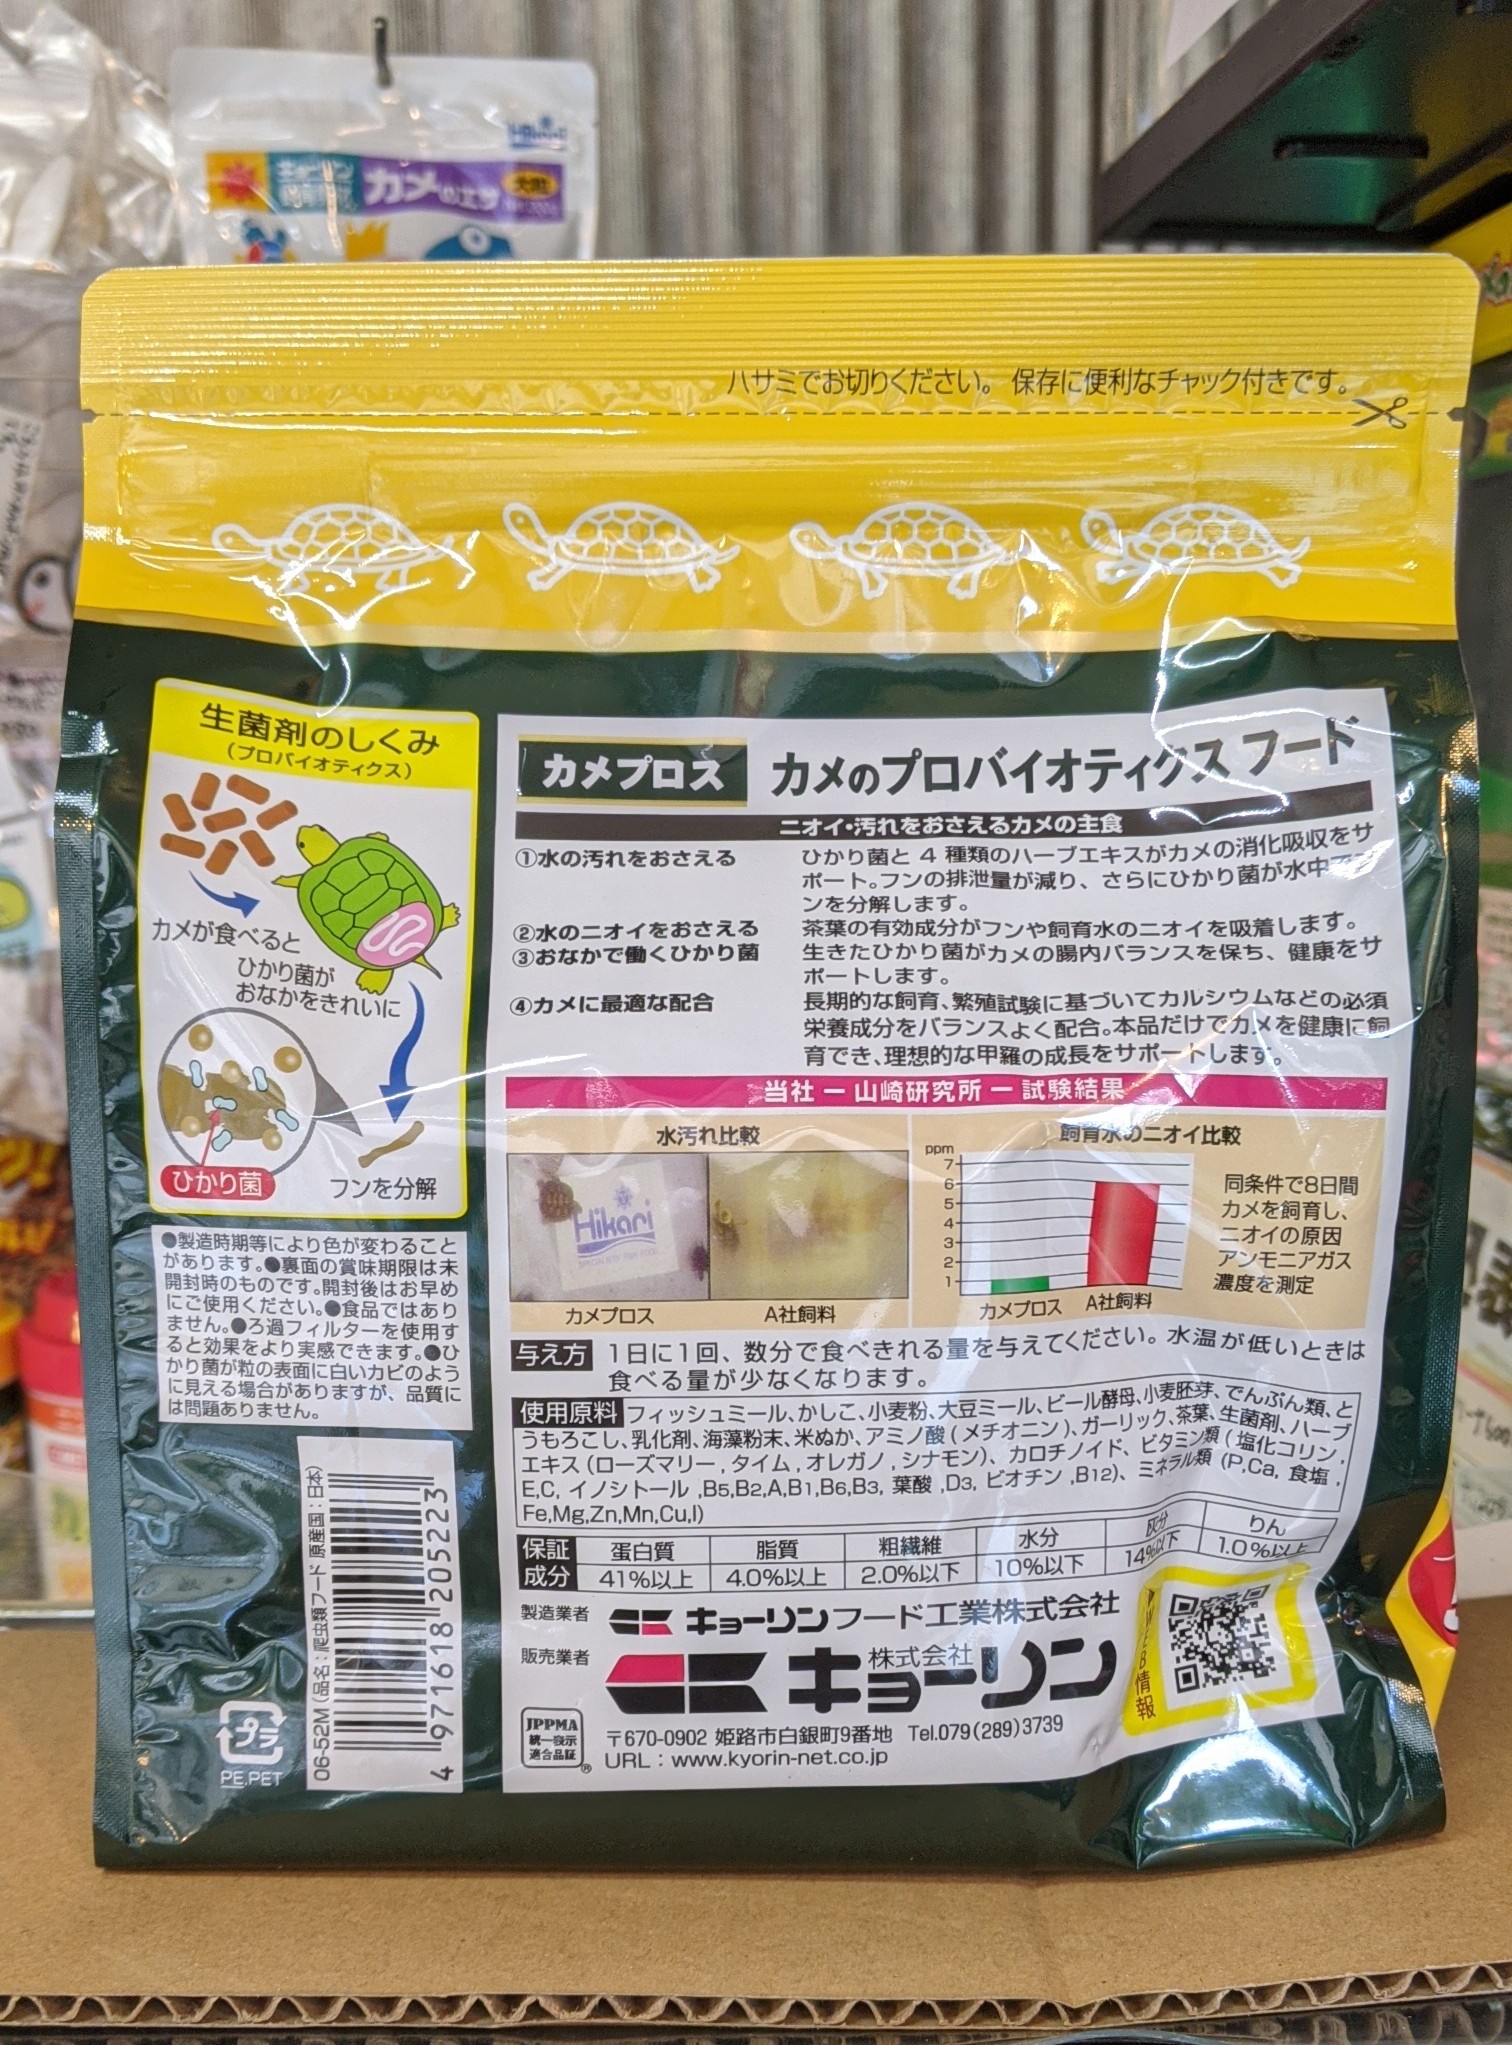 Hikari
キョーリン
カメのエサ
大粒
ハサミでお切りください。 保存に便利なチャック付きです。
生菌剤のしくみ
(プロバイオティクス)
カメが食べると
ひかり菌が
おなかをきれいに
ひかり菌
フンを分解
●製造時期等により色が変わること
があります。●裏面の賞味期限は未
開封時のものです。開封後はお早め
にご使用ください。●食品ではあり
ません。●ろ過フィルターを使用す
ると効果をより実感できます。●ひ
かり菌が粒の表面に白いカビのよう
に見える場合がありますが、品質に
は問題ありません。
06-52M (品名:爬虫類フード 原産国:日本)
4 971618 205223
プラ
PE,PET
カメプロス カメのプロバイオティクス フード
ニオイ・汚れをおさえるカメの主食
①水の汚れをおさえる ひかり菌と 4 種類のハーブエキスがカメの消化吸収をサ
ポート。フンの排泄量が減り、さらにひかり菌が水中で
ンを分解します。
②水のニオイをおさえる 茶葉の有効成分がフンや飼育水のニオイを吸着します。
③おなかで働くひかり菌 生きたひかり菌がカメの腸内バランスを保ち、健康をサ
ポートします。
④カメに最適な配合 長期的な飼育、繁殖試験に基づいてカルシウムなどの必須
栄養成分をバランスよく配合。本品だけでカメを健康に飼
育でき、理想的な甲羅の成長をサポートします。
当社 ー 山崎研究所 ー 試験結果
水汚れ比較
Hikari
カメプロス A社飼料
飼育水のニオイ比較
ppm
7
6
5
4
3
2
1
カメプロス A社飼料
同条件で8日間
カメを飼育し、
ニオイの原因
アンモニアガス
濃度を測定
与え方 1日に1回、数分で食べきれる量を与えてください。水温が低いときは
食べる量が少なくなります。
使用原料 フィッシュミール、かしこ、小麦粉、大豆ミール、ビール酵母、小麦胚芽、でんぷん類、と
うもろこし、乳化剤、海藻粉末、米ぬか、アミノ酸(メチオニン)、ガーリック、茶葉、生菌剤、ハーブ
エキス(ローズマリー,タイム,オレガノ,シナモン)、カロチノイド、ビタミン類(塩化コリン,
E,C, イノシトール ,B5,B2,A,B1,B6,B3, 葉酸 ,D3, ビオチン ,B12)、ミネラル類 (P,Ca, 食塩 ,
Fe,Mg,Zn,Mn,Cu,I)
保証 蛋白質 脂質 粗繊維 水分 灰分 りん
成分 41%以上 4.0%以上 2.0%以下 10%以下 14%以下 1.0%以上
製造業者 キョーリンフード工業株式会社
販売業者 株式会社 キョーリン
〒670-0902 姫路市白銀町9番地 Tel.079(289)3739
URL : www.kyorin-net.co.jp
JPPMA
統一表示
適合品証
®
▲WEB情報